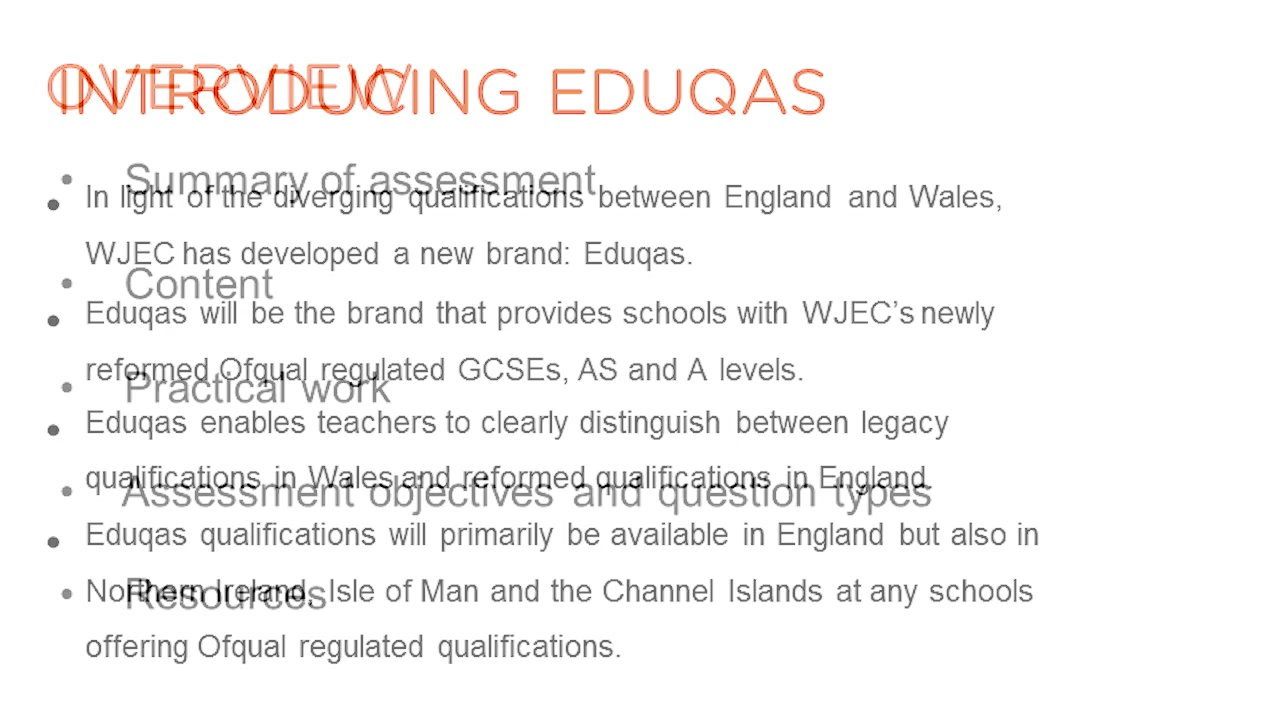 OVERVIEW
INTRODUCING EDUQAS
• Summary of assessment
• In light of the diverging qualifications between England and Wales,
WJEC has developed a new brand: Eduqas.
• Content
• Eduqas will be the brand that provides schools with WJEC’s newly
reformed Ofqual regulated GCSEs, AS and A levels.
• Practical work
• Eduqas enables teachers to clearly distinguish between legacy
qualifications in Wales and reformed qualifications in England.
• Assessment objectives and question types
• Eduqas qualifications will primarily be available in England but also in
Northern Ireland, Isle of Man and the Channel Islands at any schools
• Resources
offering Ofqual regulated qualifications.